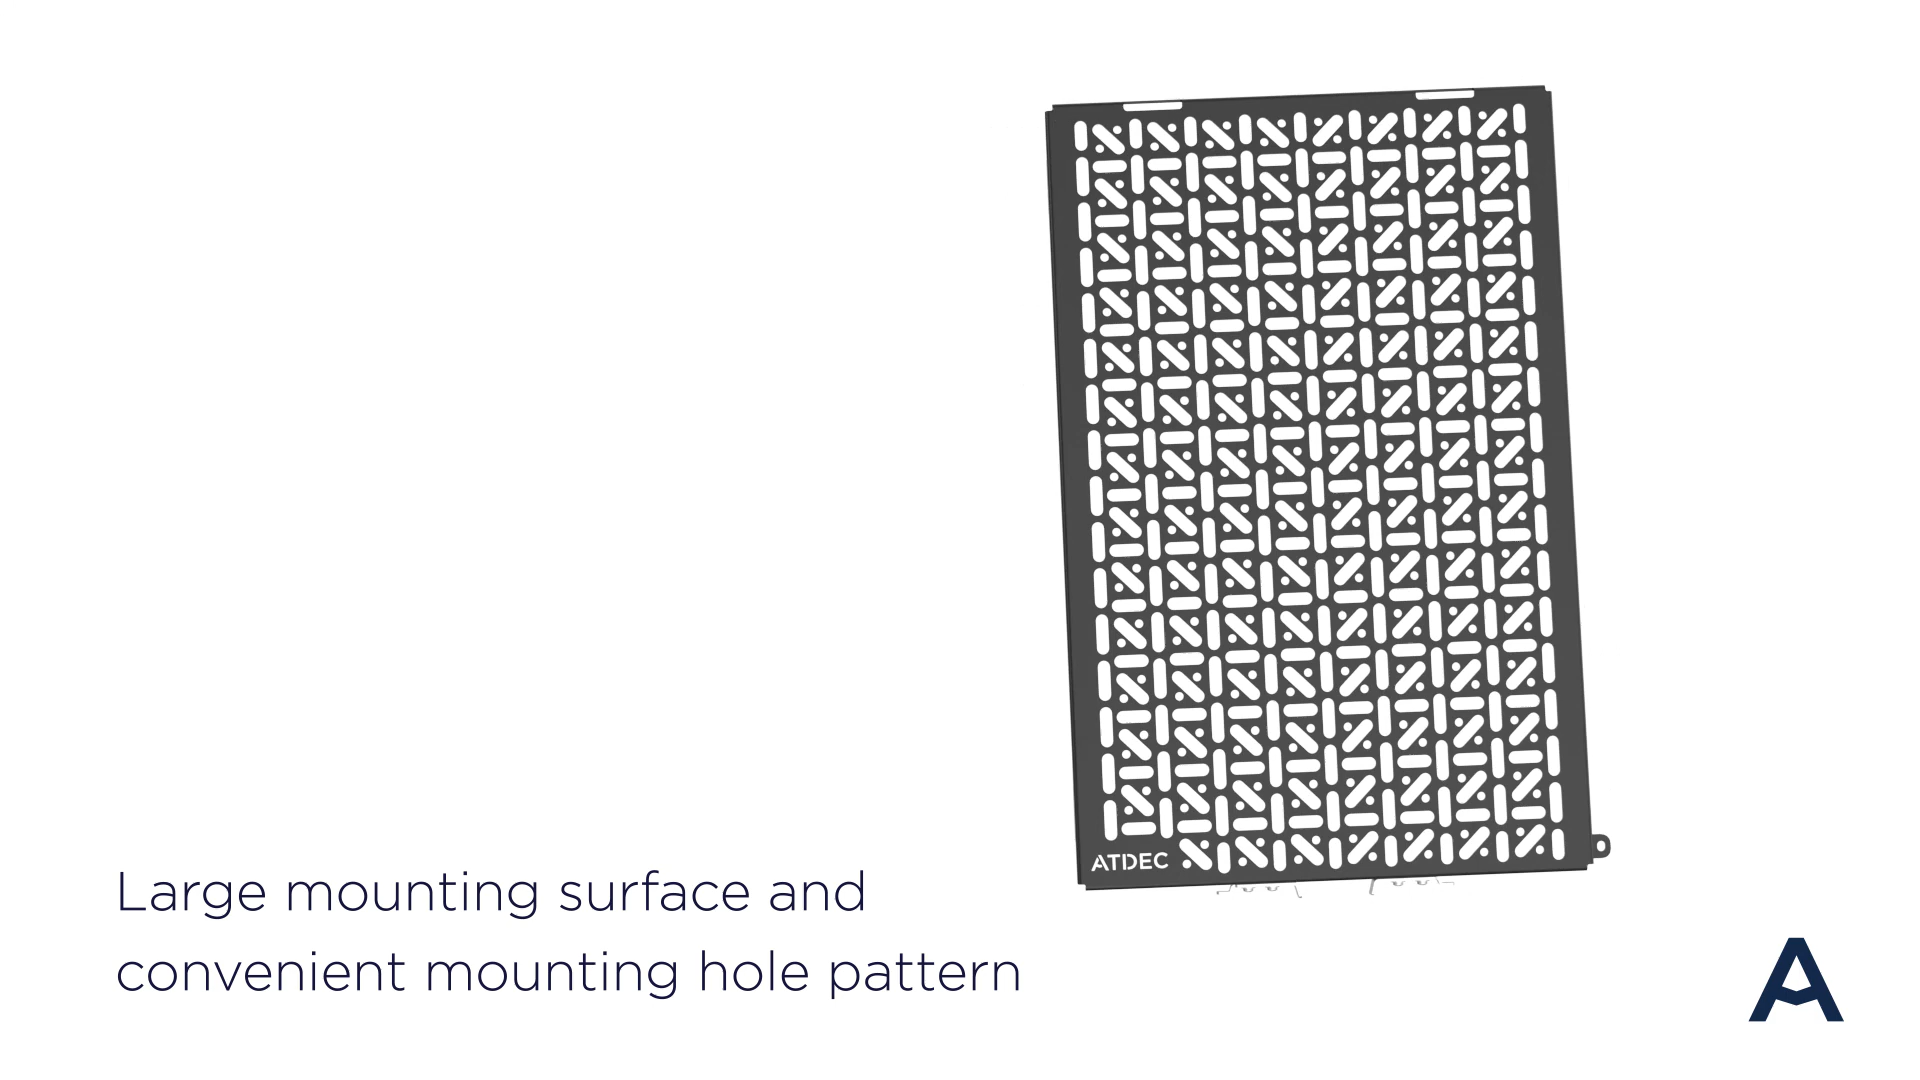 ATDEC
Large mounting surface and
convenient mounting hole pattern
A